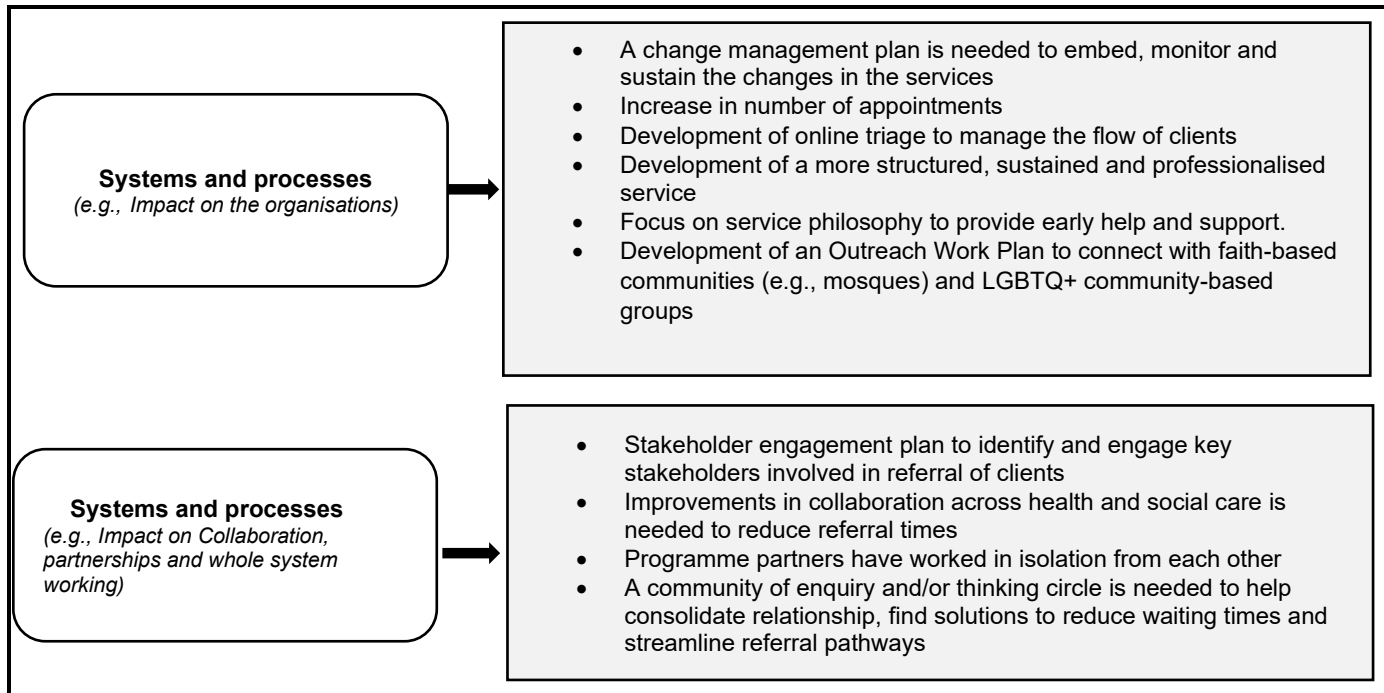 Systems and processes
(e.g., Impact on the organisations)
• A change management plan is needed to embed, monitor and
sustain the changes in the services
• Increase in number of appointments
• Development of online triage to manage the flow of clients
• Development of a more structured, sustained and professionalised
service
• Focus on service philosophy to provide early help and support.
• Development of an Outreach Work Plan to connect with faith-based
communities (e.g., mosques) and LGBTQ+ community-based
groups
Systems and processes
(e.g., Impact on Collaboration,
partnerships and whole system
working)
• Stakeholder engagement plan to identify and engage key
stakeholders involved in referral of clients
• Improvements in collaboration across health and social care is
needed to reduce referral times
• Programme partners have worked in isolation from each other
• A community of enquiry and/or thinking circle is needed to help
consolidate relationship, find solutions to reduce waiting times and
streamline referral pathways